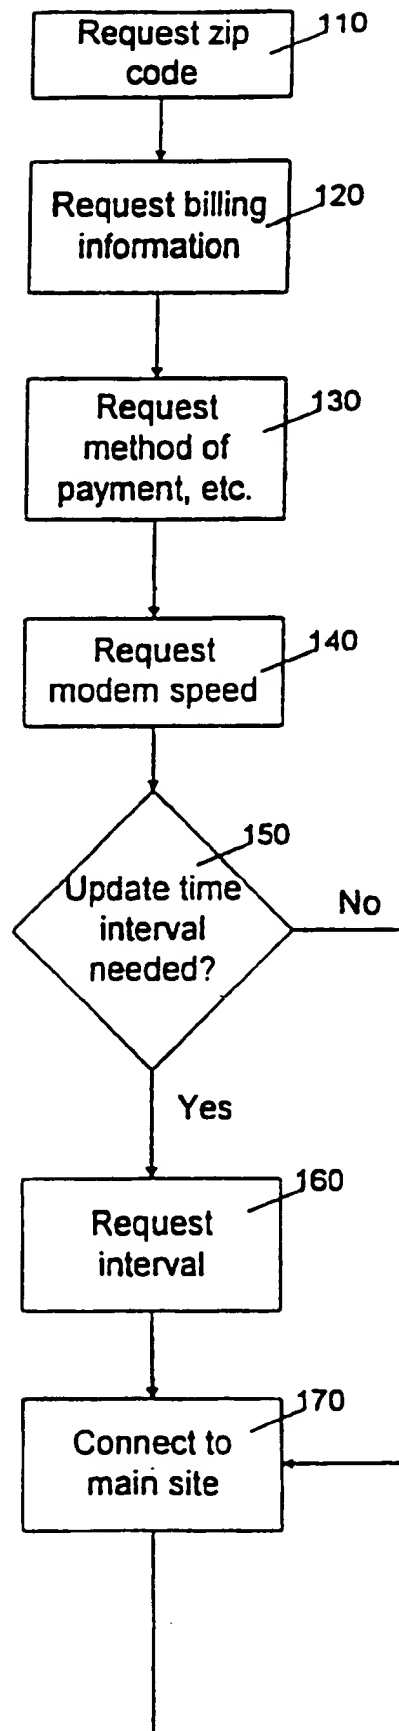 Request zip
code
110
Request billing
information
120
Request
method of
payment, etc.
130
Request
modem speed
140
150
Update time
interval
needed?
No
Yes
160
Request
interval
170
Connect to
main site